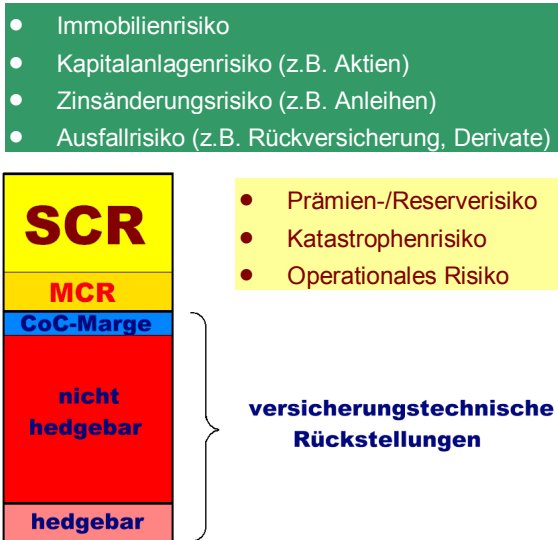 • Immobilienrisiko
• Kapitalanlagenrisiko (z.B. Aktien)
• Zinsänderungsrisiko (z.B. Anleihen)
• Ausfallrisiko (z.B. Rückversicherung, Derivate)
SCR
MCR
CoC-Marge
nicht
hedgebar
hedgebar
• Prämien-/Reserverisiko
• Katastrophenrisiko
• Operationales Risiko
versicherungstechnische
Rückstellungen